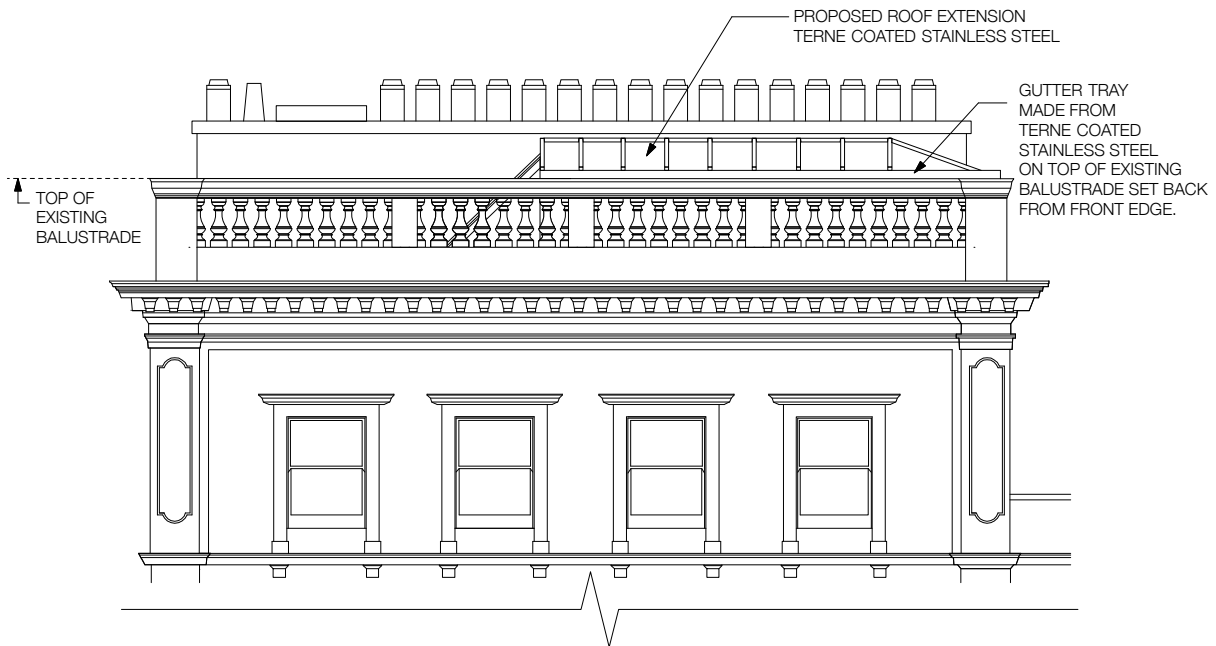 PROPOSED ROOF EXTENSION
TERNE COATED STAINLESS STEEL
GUTTER TRAY
MADE FROM
TERNE COATED
STAINLESS STEEL
ON TOP OF EXISTING
BALUSTRADE SET BACK
FROM FRONT EDGE.
TOP OF
EXISTING
BALUSTRADE